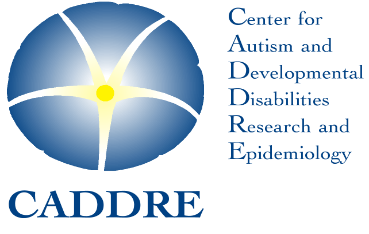 Center for
Autism and
Developmental
Disabilities
Research and
Epidemiology
CADDRE